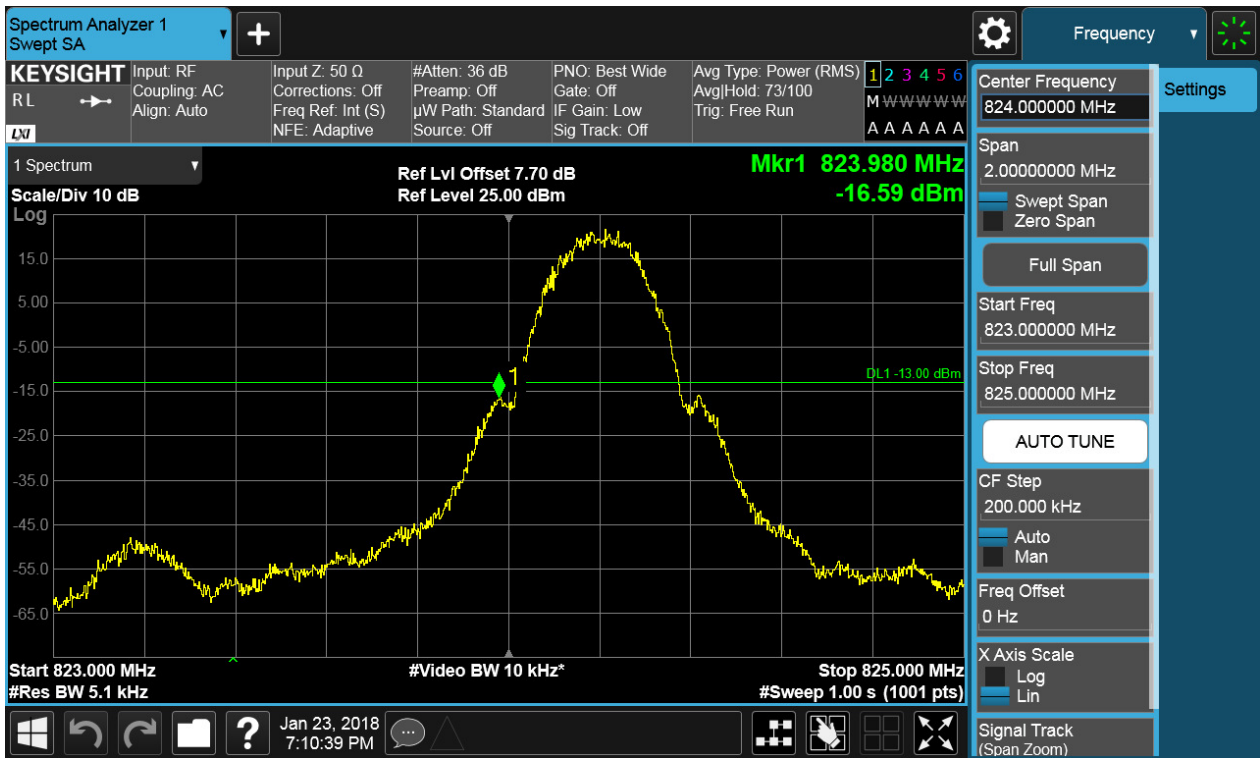 Spectrum Analyzer 1
Swept SA
Frequency
KEYSIGHT
RL
LXI
Input: RF
Coupling: AC
Align: Auto
Input Z: 50 Ω
Corrections: Off
Freq Ref: Int (S)
NFE: Adaptive
#Atten: 36 dB
Preamp: Off
µW Path: Standard
Source: Off
PNO: Best Wide
Gate: Off
IF Gain: Low
Sig Track: Off
Avg Type: Power (RMS)
Avg|Hold: 73/100
Trig: Free Run
1 2 3 4 5 6
M W W W W W
A A A A A A
1 Spectrum
Scale/Div 10 dB
Log
Ref Lvl Offset 7.70 dB
Ref Level 25.00 dBm
Mkr1 823.980 MHz
-16.59 dBm
15.0
5.00
-5.00
-15.0
-25.0
-35.0
-45.0
-55.0
-65.0
1
DL1 -13.00 dBm
Start 823.000 MHz
#Res BW 5.1 kHz
#Video BW 10 kHz*
Stop 825.000 MHz
#Sweep 1.00 s (1001 pts)
Center Frequency
824.000000 MHz
Span
2.00000000 MHz
Swept Span
Zero Span
Full Span
Start Freq
823.000000 MHz
Stop Freq
825.000000 MHz
AUTO TUNE
CF Step
200.000 kHz
Auto
Man
Freq Offset
0 Hz
X Axis Scale
Log
Lin
Signal Track
(Span Zoom)
Settings
?
Jan 23, 2018
7:10:39 PM